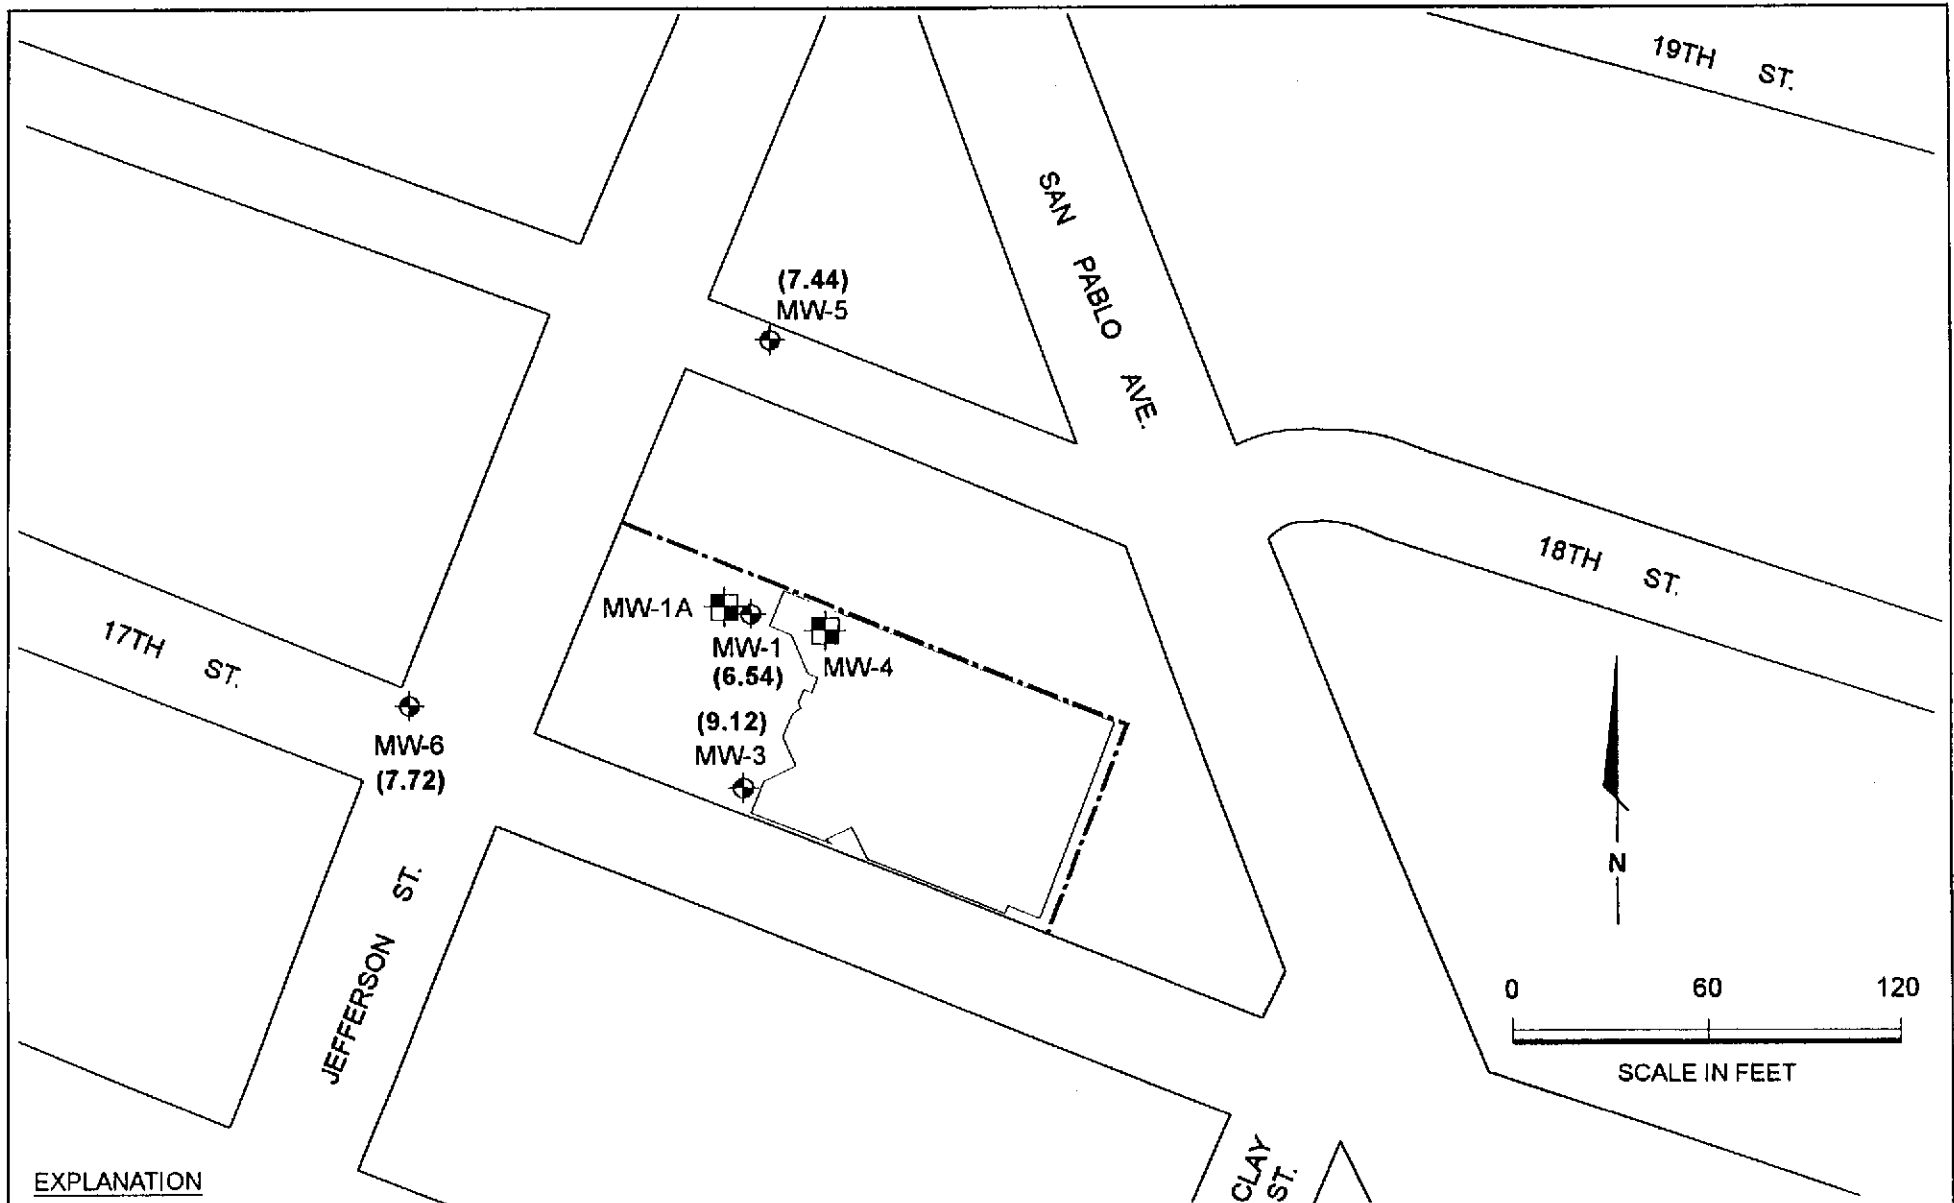 19TH ST.
SAN PABLO AVE.
(7.44)
MW-5
18TH ST.
MW-1A
MW-1
(6.54)
MW-4
17TH ST.
(9.12)
MW-3
MW-6
(7.72)
N
JEFFERSON ST.
0 60 120
SCALE IN FEET
CLAY ST.
EXPLANATION